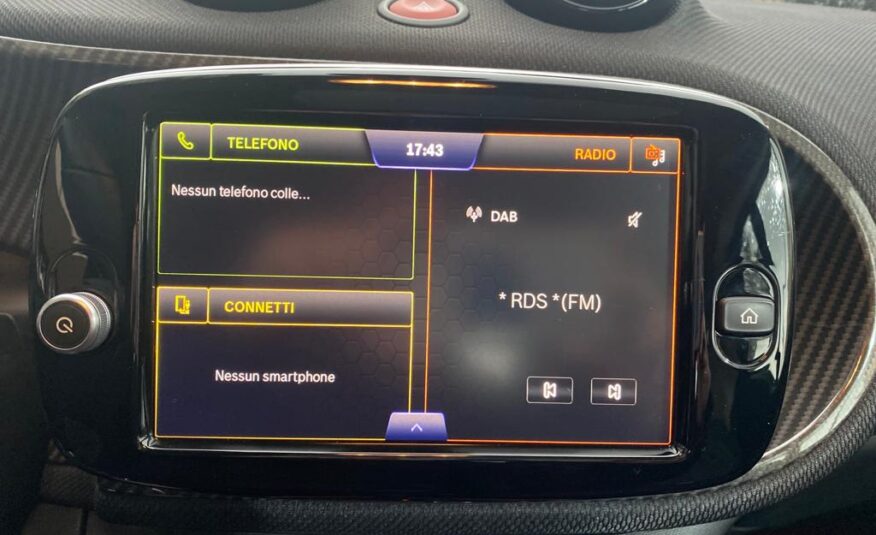 TELEFONO
17:43
RADIO
Nessun telefono colle...
DAB
* RDS *(FM)
CONNETTI
Nessun smartphone